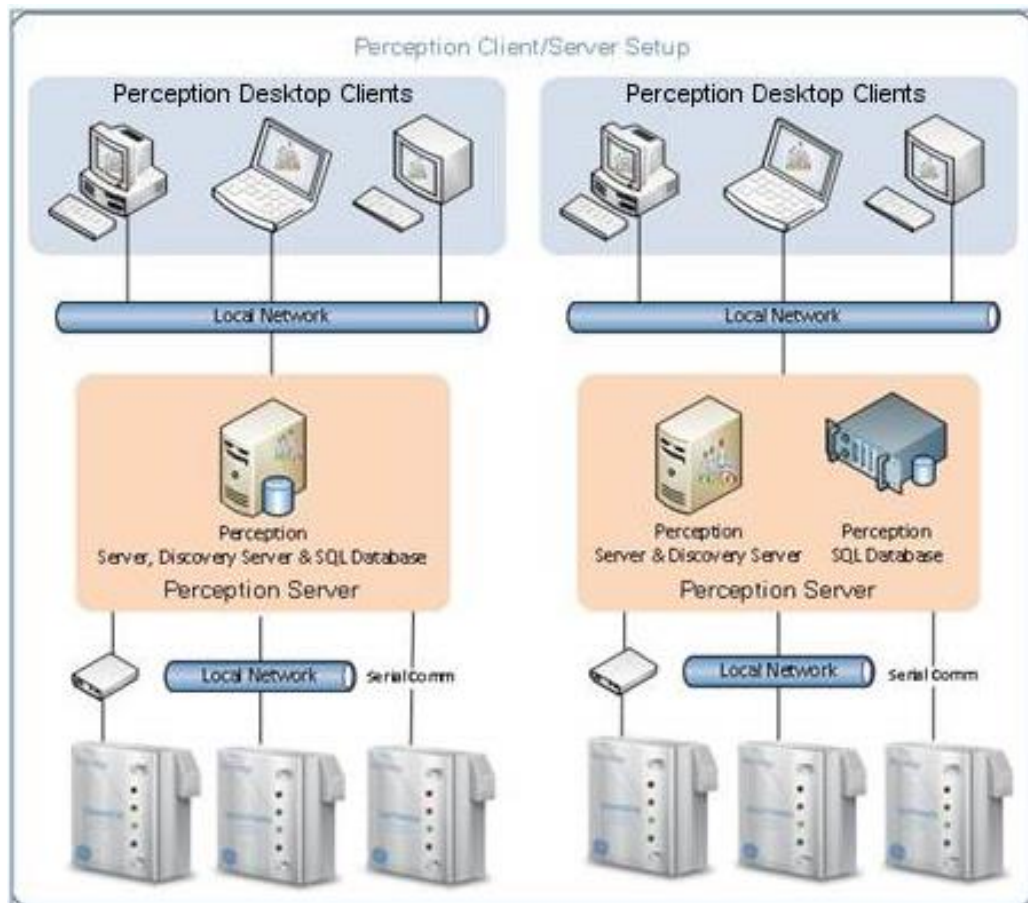 Perception Client/Server Setup
Perception Desktop Clients
Local Network
Perception
Server, Discovery Server & SQL Database
Perception Server
Local Network
Serial Comm
Perception Desktop Clients
Local Network
Perception
Server & Discovery Server
Perception
SQL Database
Perception Server
Local Network
Serial Comm